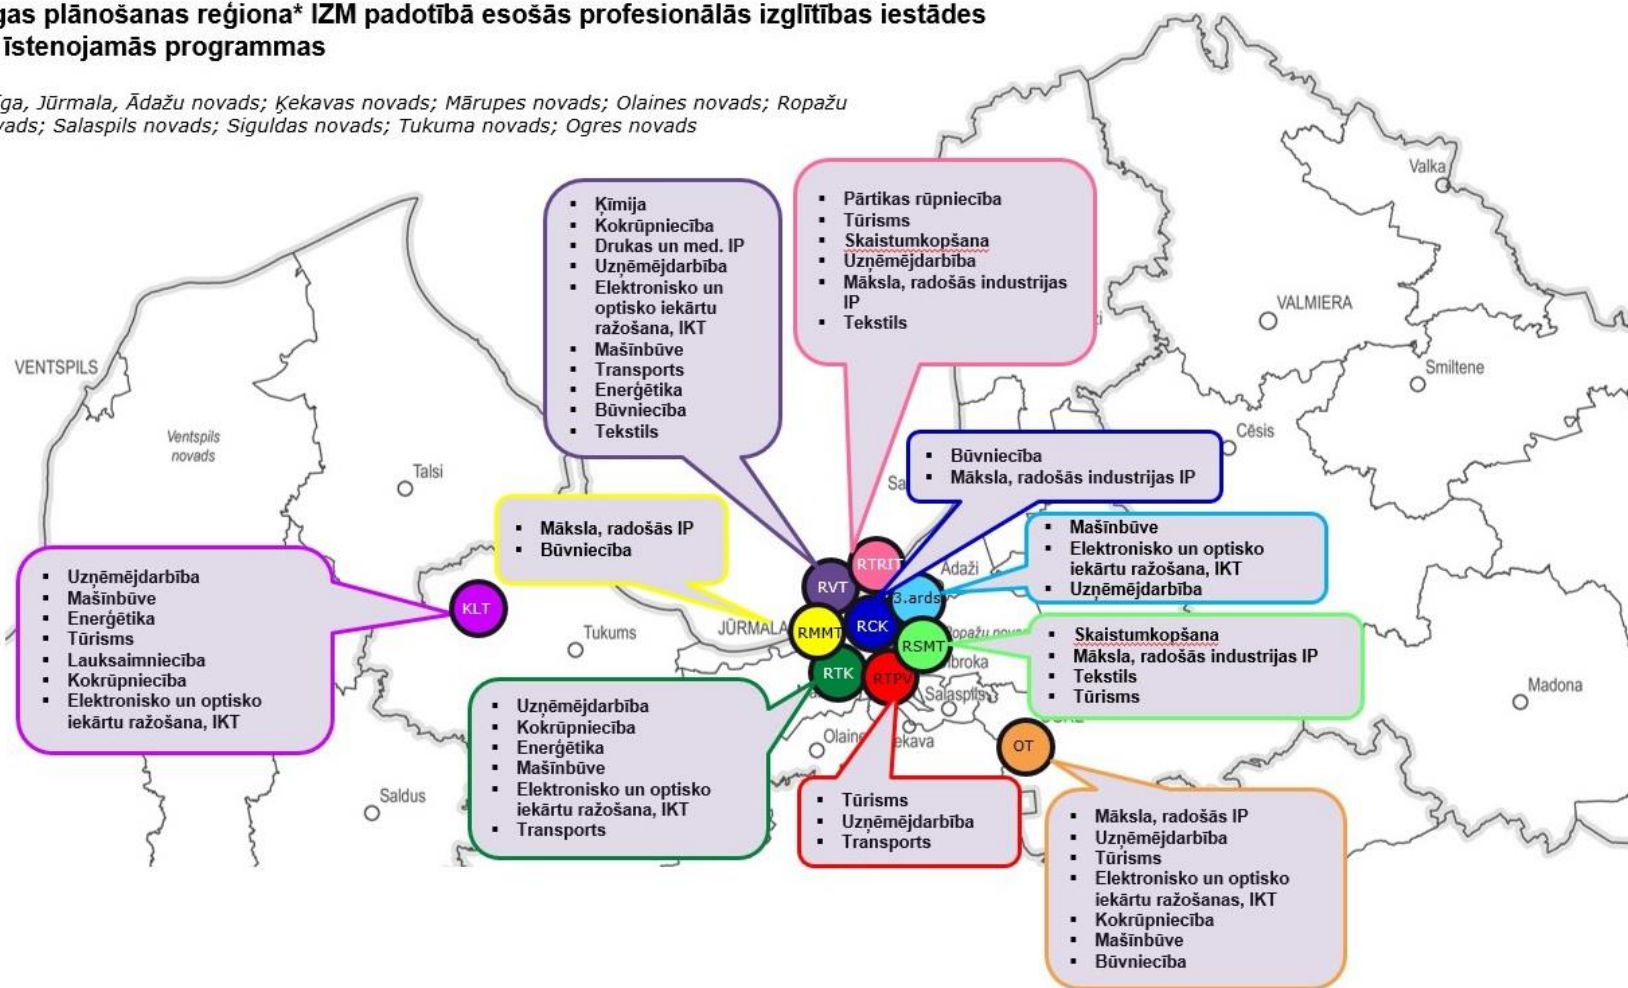 gas plānošanas reģiona* IZM padotībā esošās profesionālās izglītības iestādes
īstenojamās programmas
ga, Jūrmala, Ādažu novads; Ķekavas novads; Mārupes novads; Olaines novads; Ropažu
vads; Salaspils novads; Siguldas novads; Tukuma novads; Ogres novads
▪ Ķīmija
▪ Kokrūpniecība
▪ Drukas un med. IP
▪ Uzņēmējdarbība
▪ Elektronisko un
optisko iekārtu
ražošana, IKT
▪ Mašīnbūve
▪ Transports
▪ Enerģētika
▪ Būvniecība
▪ Tekstils
▪ Pārtikas rūpniecība
▪ Tūrisms
▪ Skaistumkopšana
▪ Uzņēmējdarbība
▪ Māksla, radošās industrijas
IP
▪ Tekstils
Valka
VALMIERA
Smiltene
Cēsis
VENTSPILS
Ventspils
novads
Talsi
▪ Būvniecība
▪ Māksla, radošās industrijas IP
Sa
▪ Māksla, radošās IP
▪ Būvniecība
▪ Mašīnbūve
▪ Elektronisko un optisko
iekārtu ražošana, IKT
▪ Uzņēmējdarbība
▪ Uzņēmējdarbība
▪ Mašīnbūve
▪ Enerģētika
▪ Tūrisms
▪ Lauksaimniecība
▪ Kokrūpniecība
▪ Elektronisko un optisko
iekārtu ražošana, IKT
KLT
RVT
RTRIT
Ādaži
3.ards
RMMT
RCK
RSMT
RTK
RTPV
OT
Tukums
JŪRMALA
Ropažu nova
lbroka
Salaspils
Olaine
ekava
Saldus
Madona
▪ Skaistumkopšana
▪ Māksla, radošās industrijas IP
▪ Tekstils
▪ Tūrisms
▪ Uzņēmējdarbība
▪ Kokrūpniecība
▪ Enerģētika
▪ Mašīnbūve
▪ Elektronisko un optisko
iekārtu ražošana, IKT
▪ Transports
▪ Tūrisms
▪ Uzņēmējdarbība
▪ Transports
▪ Māksla, radošās IP
▪ Uzņēmējdarbība
▪ Tūrisms
▪ Elektronisko un optisko
iekārtu ražošanas, IKT
▪ Kokrūpniecība
▪ Mašīnbūve
▪ Būvniecība